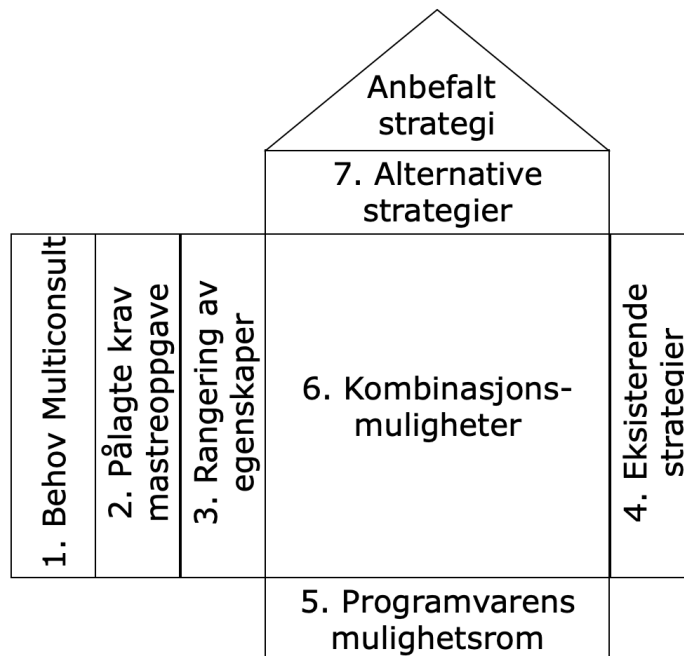 Anbefalt
strategi
7. Alternative
strategier
1. Behov Multiconsult
2. Pålagte krav
mastreoppgave
3. Rangering av
egenskaper
6. Kombinasjons-
muligheter
4. Eksisterende
strategier
5. Programvarens
mulighetsrom